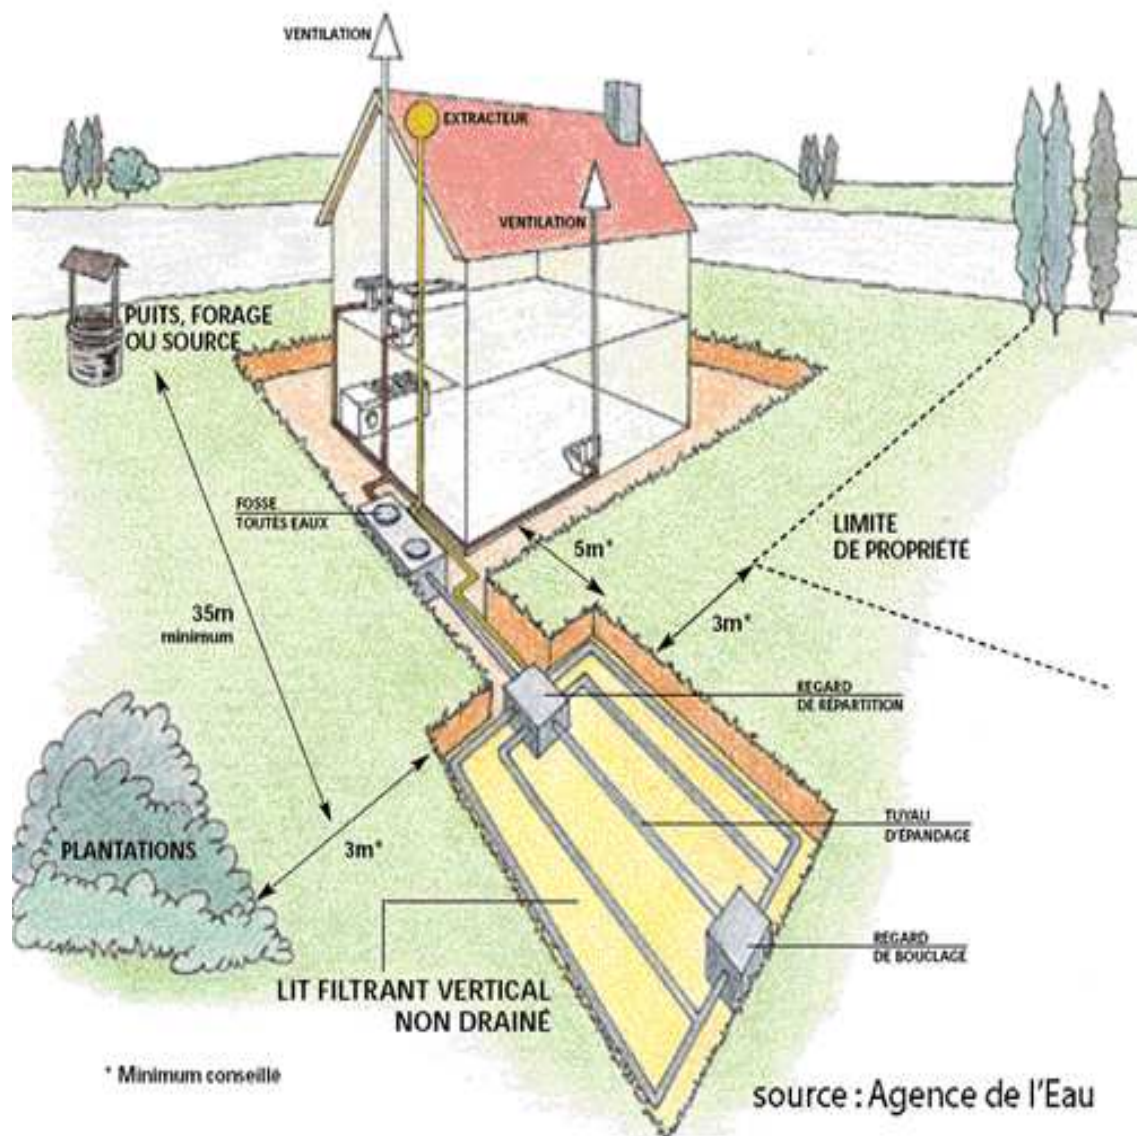 VENTILATION
EXTRACTEUR
VENTILATION
PUITS, FORAGE
OU SOURCE
FOSSE
TOUTES EAUX
5m*
LIMITE
DE PROPRIÉTÉ
35m
minimum
3m*
REGARD
DE RÉPARTITION
TUYAU
D'ÉPANDAGE
PLANTATIONS
3m*
REGARD
DE BOUCLAGE
LIT FILTRANT VERTICAL
NON DRAINÉ
* Minimum conseillé
source : Agence de l'Eau